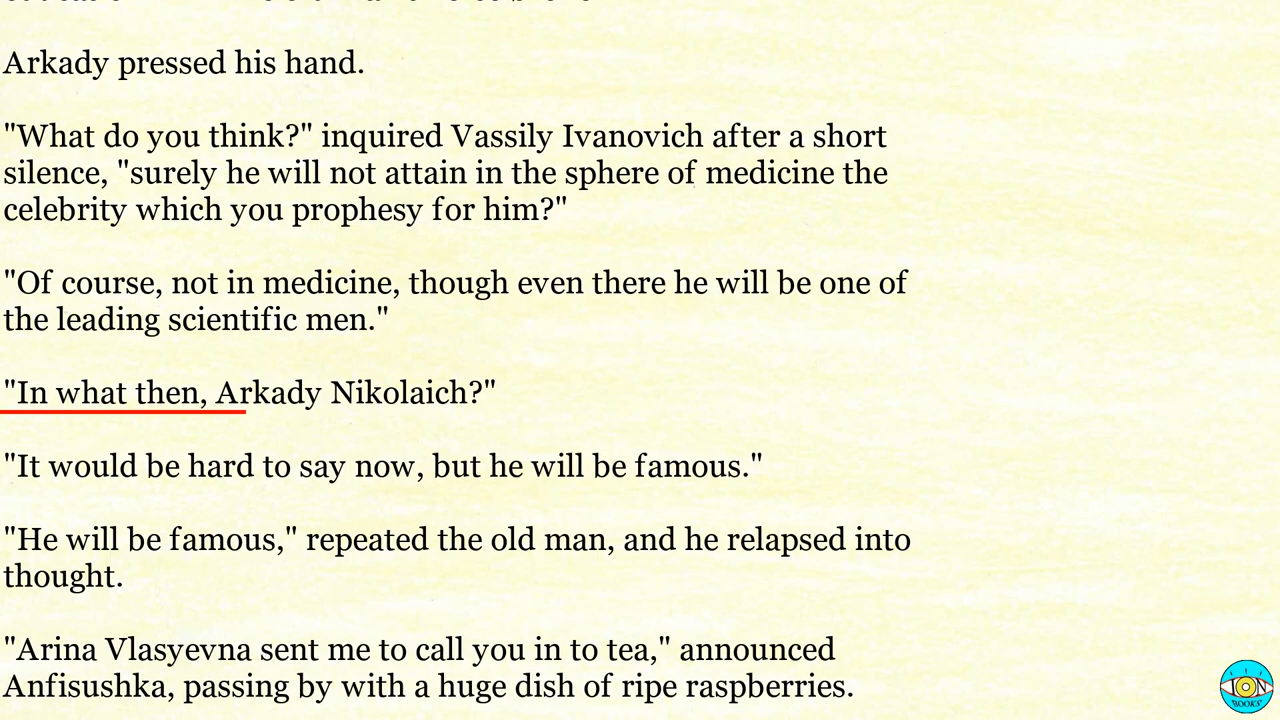 Arkady pressed his hand.
"What do you think?" inquired Vassily Ivanovich after a short
silence, "surely he will not attain in the sphere of medicine the
celebrity which you prophesy for him?"
"Of course, not in medicine, though even there he will be one of
the leading scientific men."
"In what then, Arkady Nikolaich?"
"It would be hard to say now, but he will be famous."
"He will be famous," repeated the old man, and he relapsed into
thought.
"Arina Vlasyevna sent me to call you in to tea," announced
Anfisushka, passing by with a huge dish of ripe raspberries.
ION
BOOKS